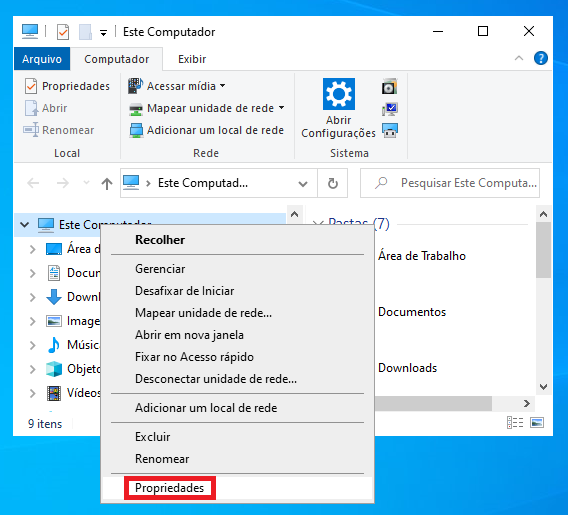 Este Computador
Arquivo
Computador
Exibir
Propriedades
Abrir
Renomear
Local
Acessar mídia
Mapear unidade de rede
Adicionar um local de rede
Rede
Abrir
Configurações
Sistema
Este Computad...
Pesquisar Este Computa...
Este Computador
Área d
Docum
Downl
Image
Música
Objeto
Vídeos
9 itens
Pastas (7)
Área de Trabalho
Documentos
Downloads
Recolher
Gerenciar
Desafixar de Iniciar
Mapear unidade de rede...
Abrir em nova janela
Fixar no Acesso rápido
Desconectar unidade de rede...
Adicionar um local de rede
Excluir
Renomear
Propriedades